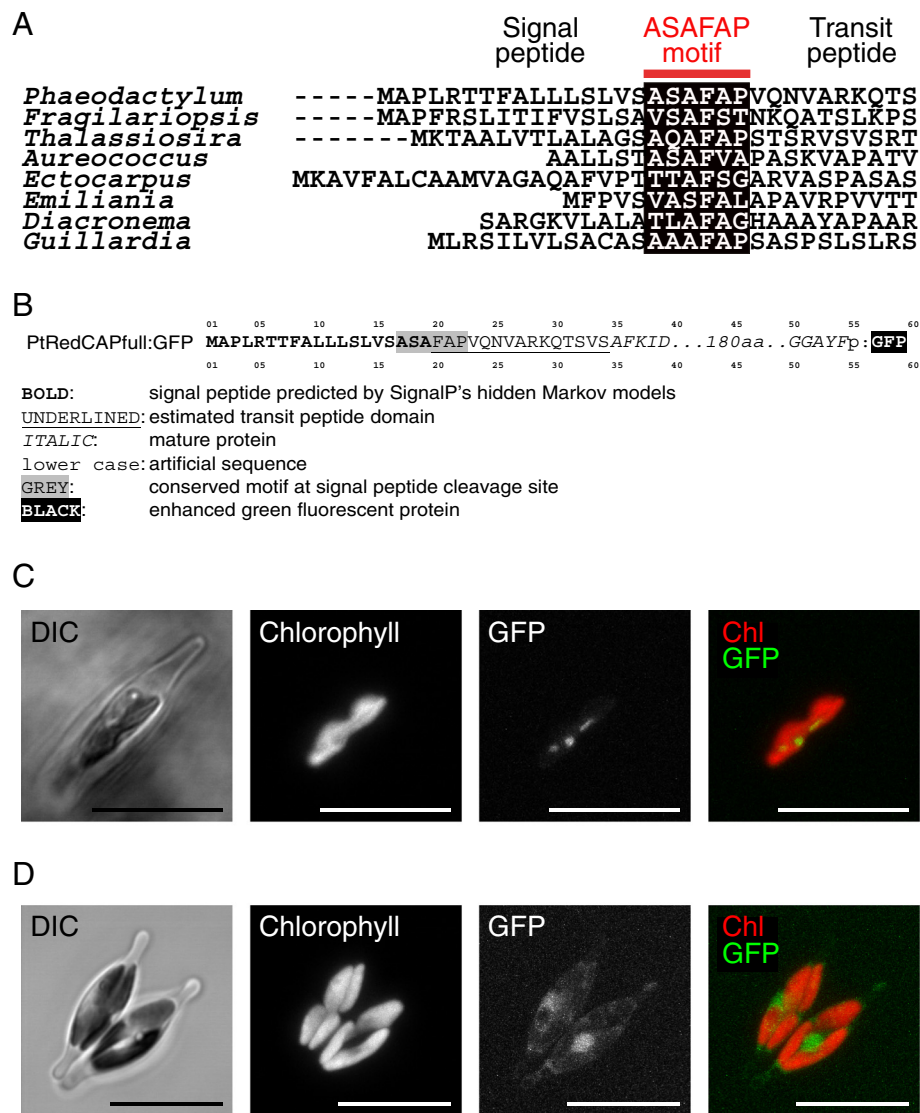 A
Signal peptide
ASAFAP motif
Transit peptide
Phaeodactylum -----MAPLRTTFALLLSLVSASAFAPVQNVARKQTS
Fragilariopsis -----MAPFRSLITIFVSLSAVSAFSTNKQATSLKPS
Thalassiosira -------MKTAALVTLALAGSAQAFAPSTSRVSVSRT
Aureococcus AALLSTASAFVAPASKVAPATV
Ectocarpus MKAVFALCAAMVAGAQAFVPTTTAFSGARVASPASAS
Emiliania MFPVSVASFALAPAVRPVVTT
Diacronema SARGKVLALATLAFAGHAAAYAPAAR
Guillardia MLRSILVLSACASAAAFAPSASPSLSLRS
B
01 05 10 15 20 25 30 35 40 45 50 55 60
PtRedCAPfull:GFP MAPLRTTFALLLSLVSASAFAPVQNVARKQTSVSAFKID...180aa..GGAYFp:GFP
01 05 10 15 20 25 30 35 40 45 50 55 60
BOLD: signal peptide predicted by SignalP's hidden Markov models
UNDERLINED: estimated transit peptide domain
ITALIC: mature protein
lower case: artificial sequence
GREY: conserved motif at signal peptide cleavage site
BLACK: enhanced green fluorescent protein
C
DIC
Chlorophyll
GFP
Chl
GFP
D
DIC
Chlorophyll
GFP
Chl
GFP